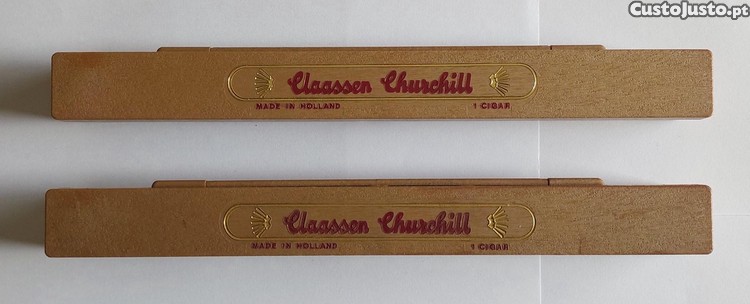 CustoJusto.pt
Claassen Churchill
MADE IN HOLLAND 1 CIGAR
Claassen Churchill
MADE IN HOLLAND 1 CIGAR